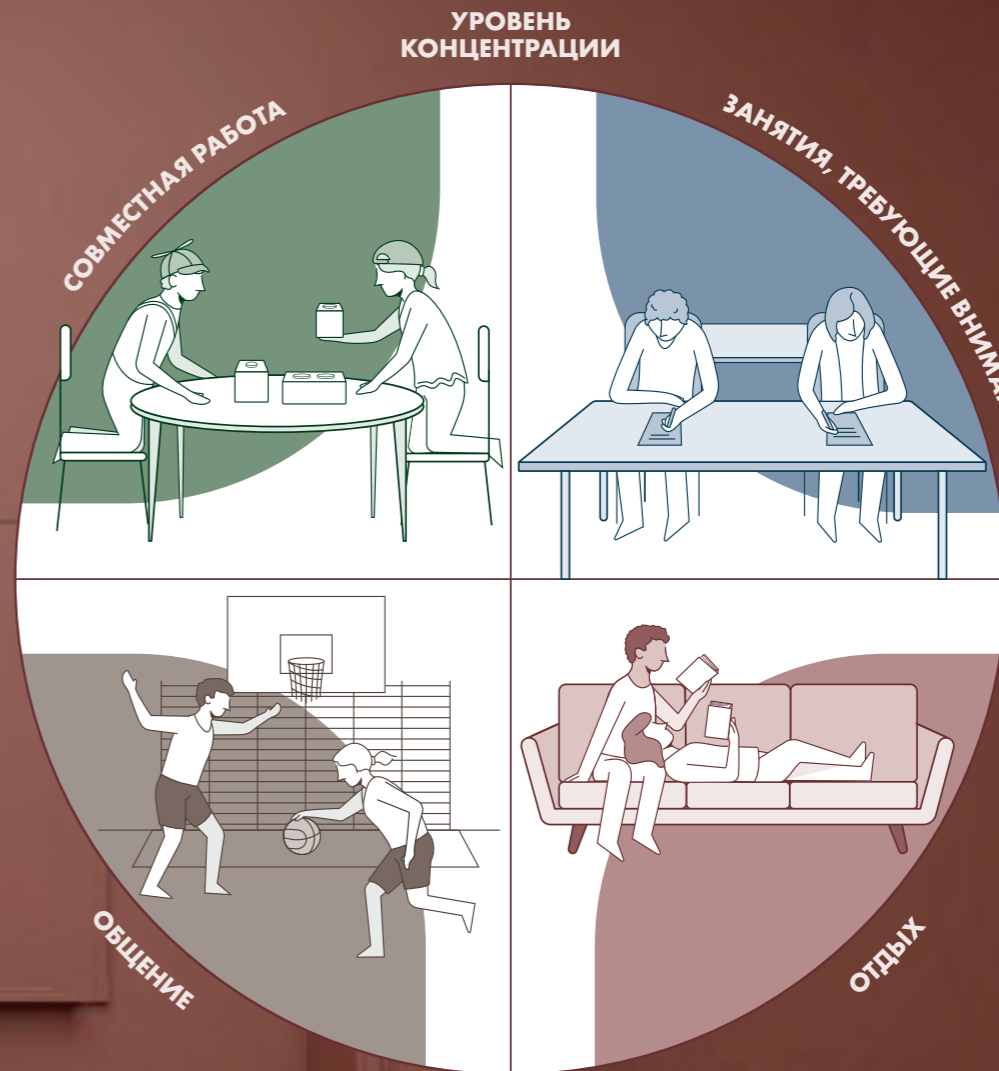 УРОВЕНЬ
КОНЦЕНТРАЦИИ
СОВМЕСТНАЯ РАБОТА
ЗАНЯТИЯ, ТРЕБУЮЩИЕ
ОБЩЕНИЕ
ОТДЫХ